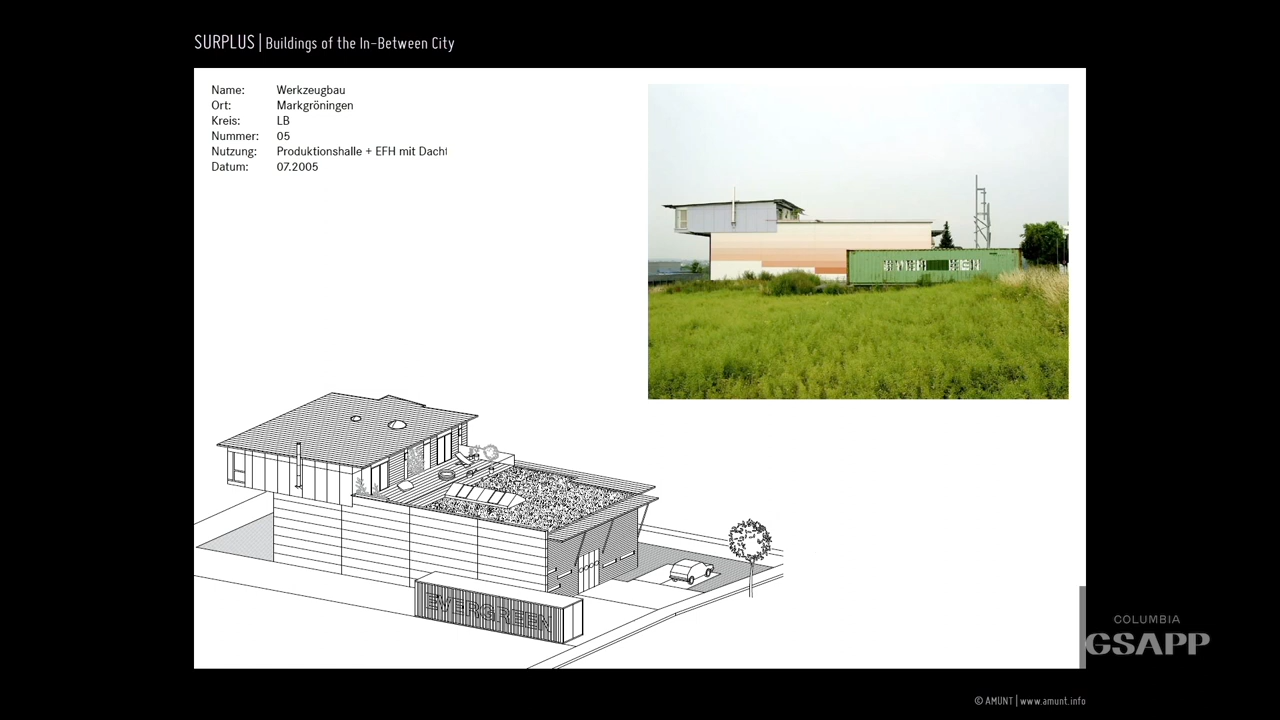 SURPLUS | Buildings of the In-Between City
Name: Werkzeugbau
Ort: Markgröningen
Kreis: LB
Nummer: 05
Nutzung: Produktionshalle + EFH mit Dacht
Datum: 07.2005
EVERGREEN
COLUMBIA
GSAPP
© AMUNT | www.amunt.info